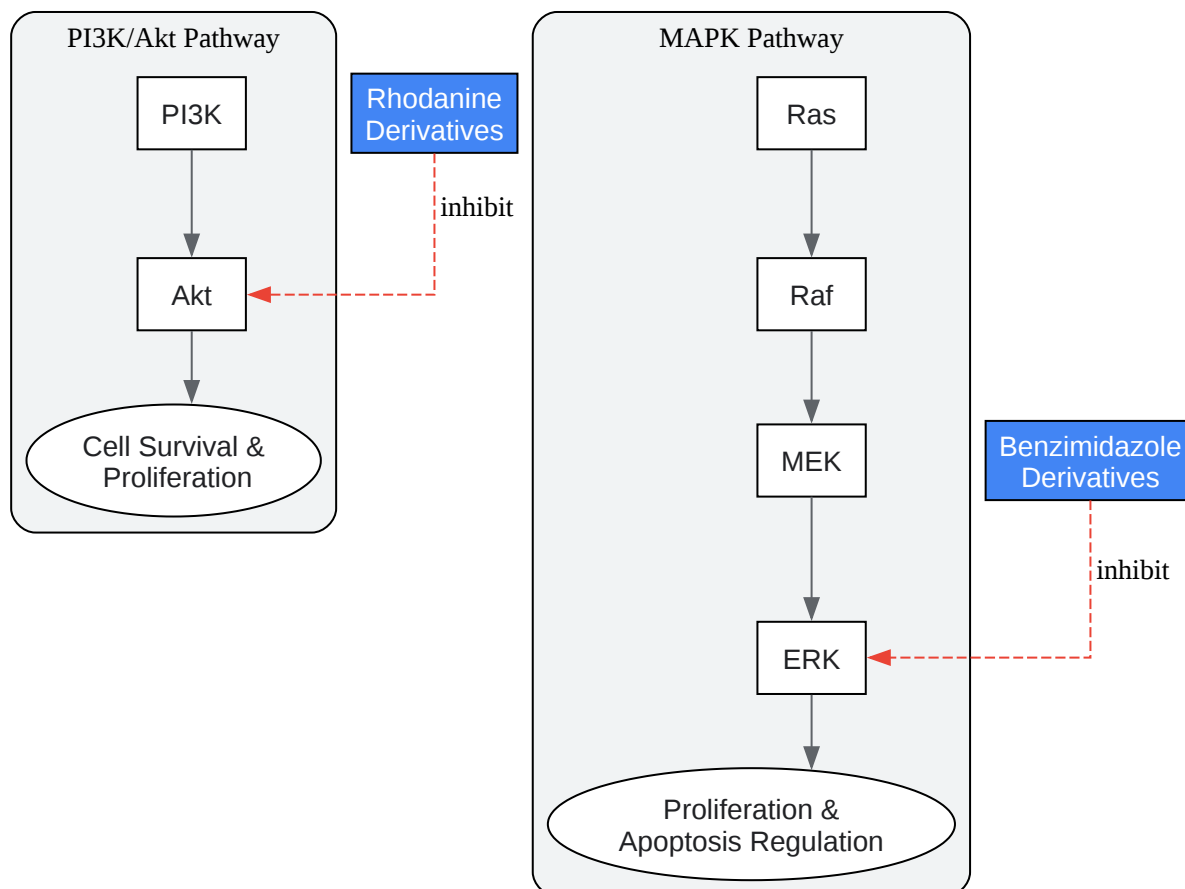 PI3K/Akt Pathway
PI3K
Rhodanine
Derivatives
inhibit
Akt
Cell Survival &
Proliferation
MAPK Pathway
Ras
Raf
MEK
Benzimidazole
Derivatives
inhibit
ERK
Proliferation &
Apoptosis Regulation